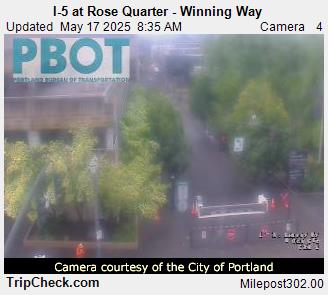 I-5 at Rose Quarter - Winning Way
Updated May 17 2025 8:35 AM Camera 4
PBOT
PORTLAND BUREAU OF TRANSPORTATION
Camera courtesy of the City of Portland
TripCheck.com Milepost302.00